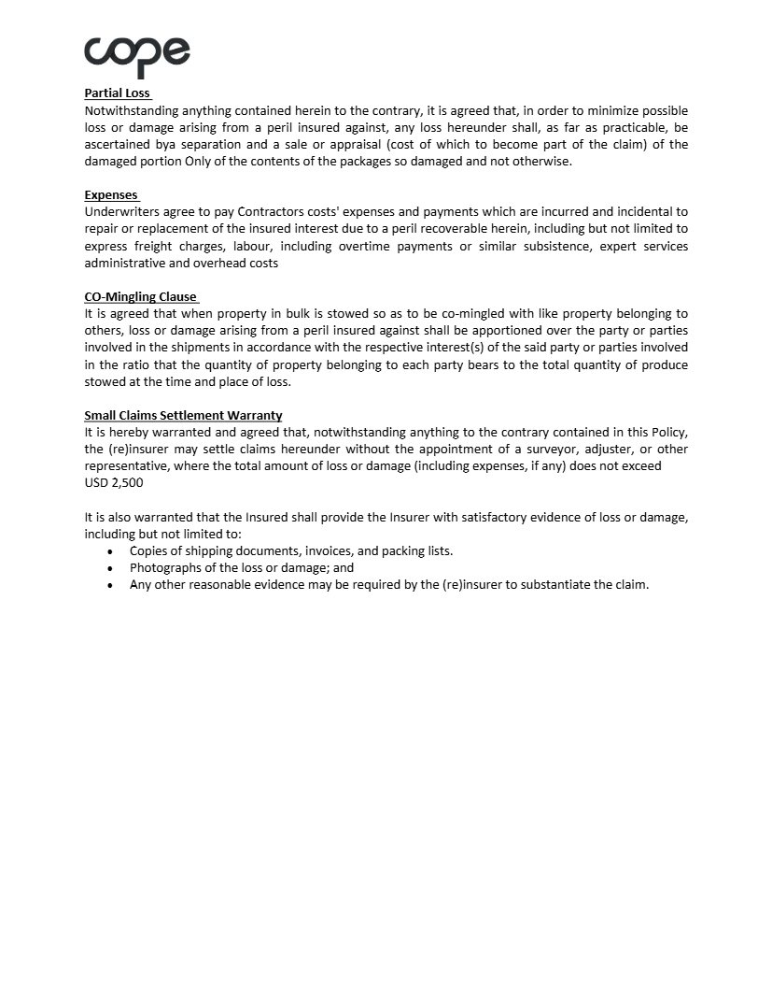 cope
Partial Loss
Notwithstanding anything contained herein to the contrary, it is agreed that, in order to minimize possible
loss or damage arising from a peril insured against, any loss hereunder shall, as far as practicable, be
ascertained bya separation and a sale or appraisal (cost of which to become part of the claim) of the
damaged portion Only of the contents of the packages so damaged and not otherwise.
Expenses
Underwriters agree to pay Contractors costs' expenses and payments which are incurred and incidental to
repair or replacement of the insured interest due to a peril recoverable herein, including but not limited to
express freight charges, labour, including overtime payments or similar subsistence, expert services
administrative and overhead costs
CO-Mingling Clause
It is agreed that when property in bulk is stowed so as to be co-mingled with like property belonging to
others, loss or damage arising from a peril insured against shall be apportioned over the party or parties
involved in the shipments in accordance with the respective interest(s) of the said party or parties involved
in the ratio that the quantity of property belonging to each party bears to the total quantity of produce
stowed at the time and place of loss.
Small Claims Settlement Warranty
It is hereby warranted and agreed that, notwithstanding anything to the contrary contained in this Policy,
the (re)insurer may settle claims hereunder without the appointment of a surveyor, adjuster, or other
representative, where the total amount of loss or damage (including expenses, if any) does not exceed
USD 2,500
It is also warranted that the Insured shall provide the Insurer with satisfactory evidence of loss or damage,
including but not limited to:
• Copies of shipping documents, invoices, and packing lists.
• Photographs of the loss or damage; and
• Any other reasonable evidence may be required by the (re)insurer to substantiate the claim.